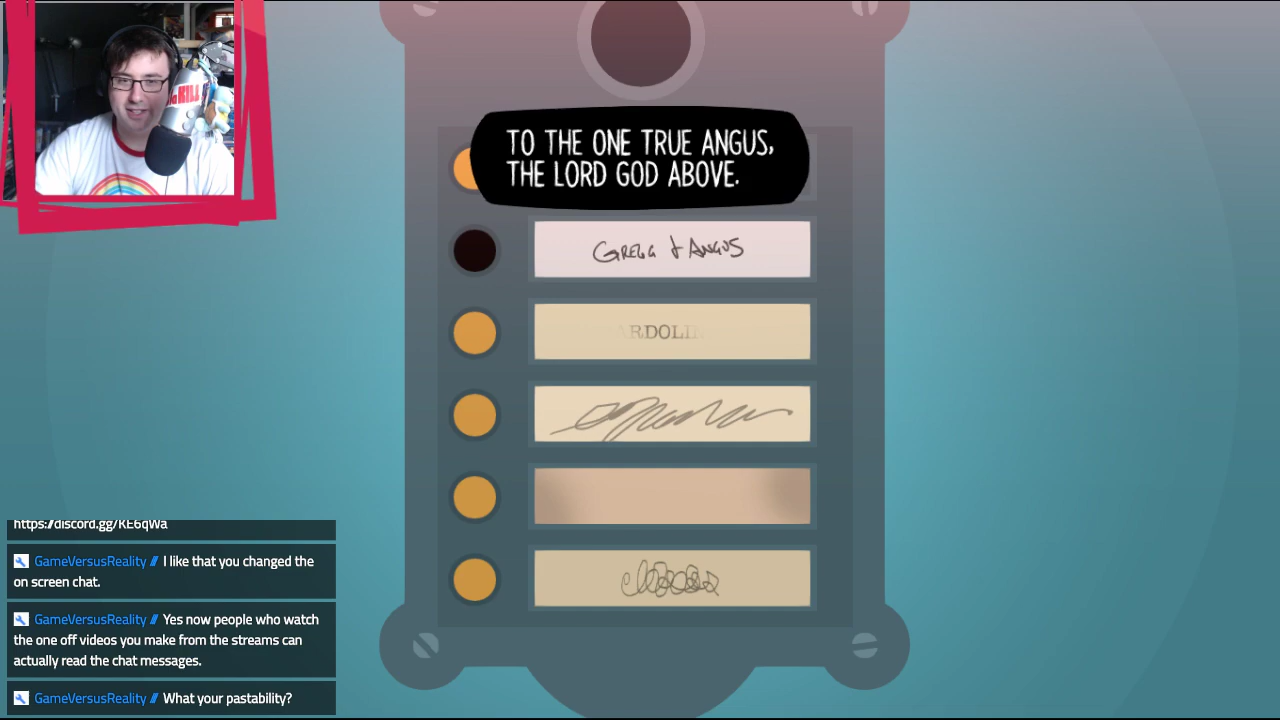 TO THE ONE TRUE ANGUS,
THE LORD GOD ABOVE.
GREGG + ANGUS
ARDOLI
https://discord.gg/KE6qWa
GameVersusReality // I like that you changed the
on screen chat.
GameVersusReality // Yes now people who watch
the one off videos you make from the streams can
actually read the chat messages.
GameVersusReality // What your pastability?